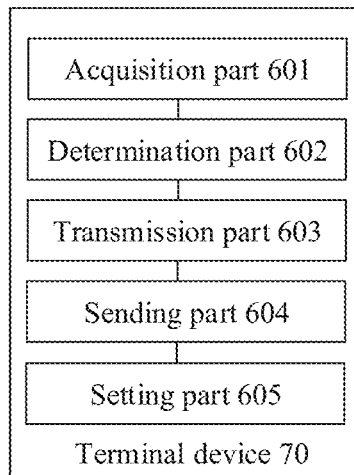 Acquisition part 601
Determination part 602
Transmission part 603
Sending part 604
Setting part 605
Terminal device 70